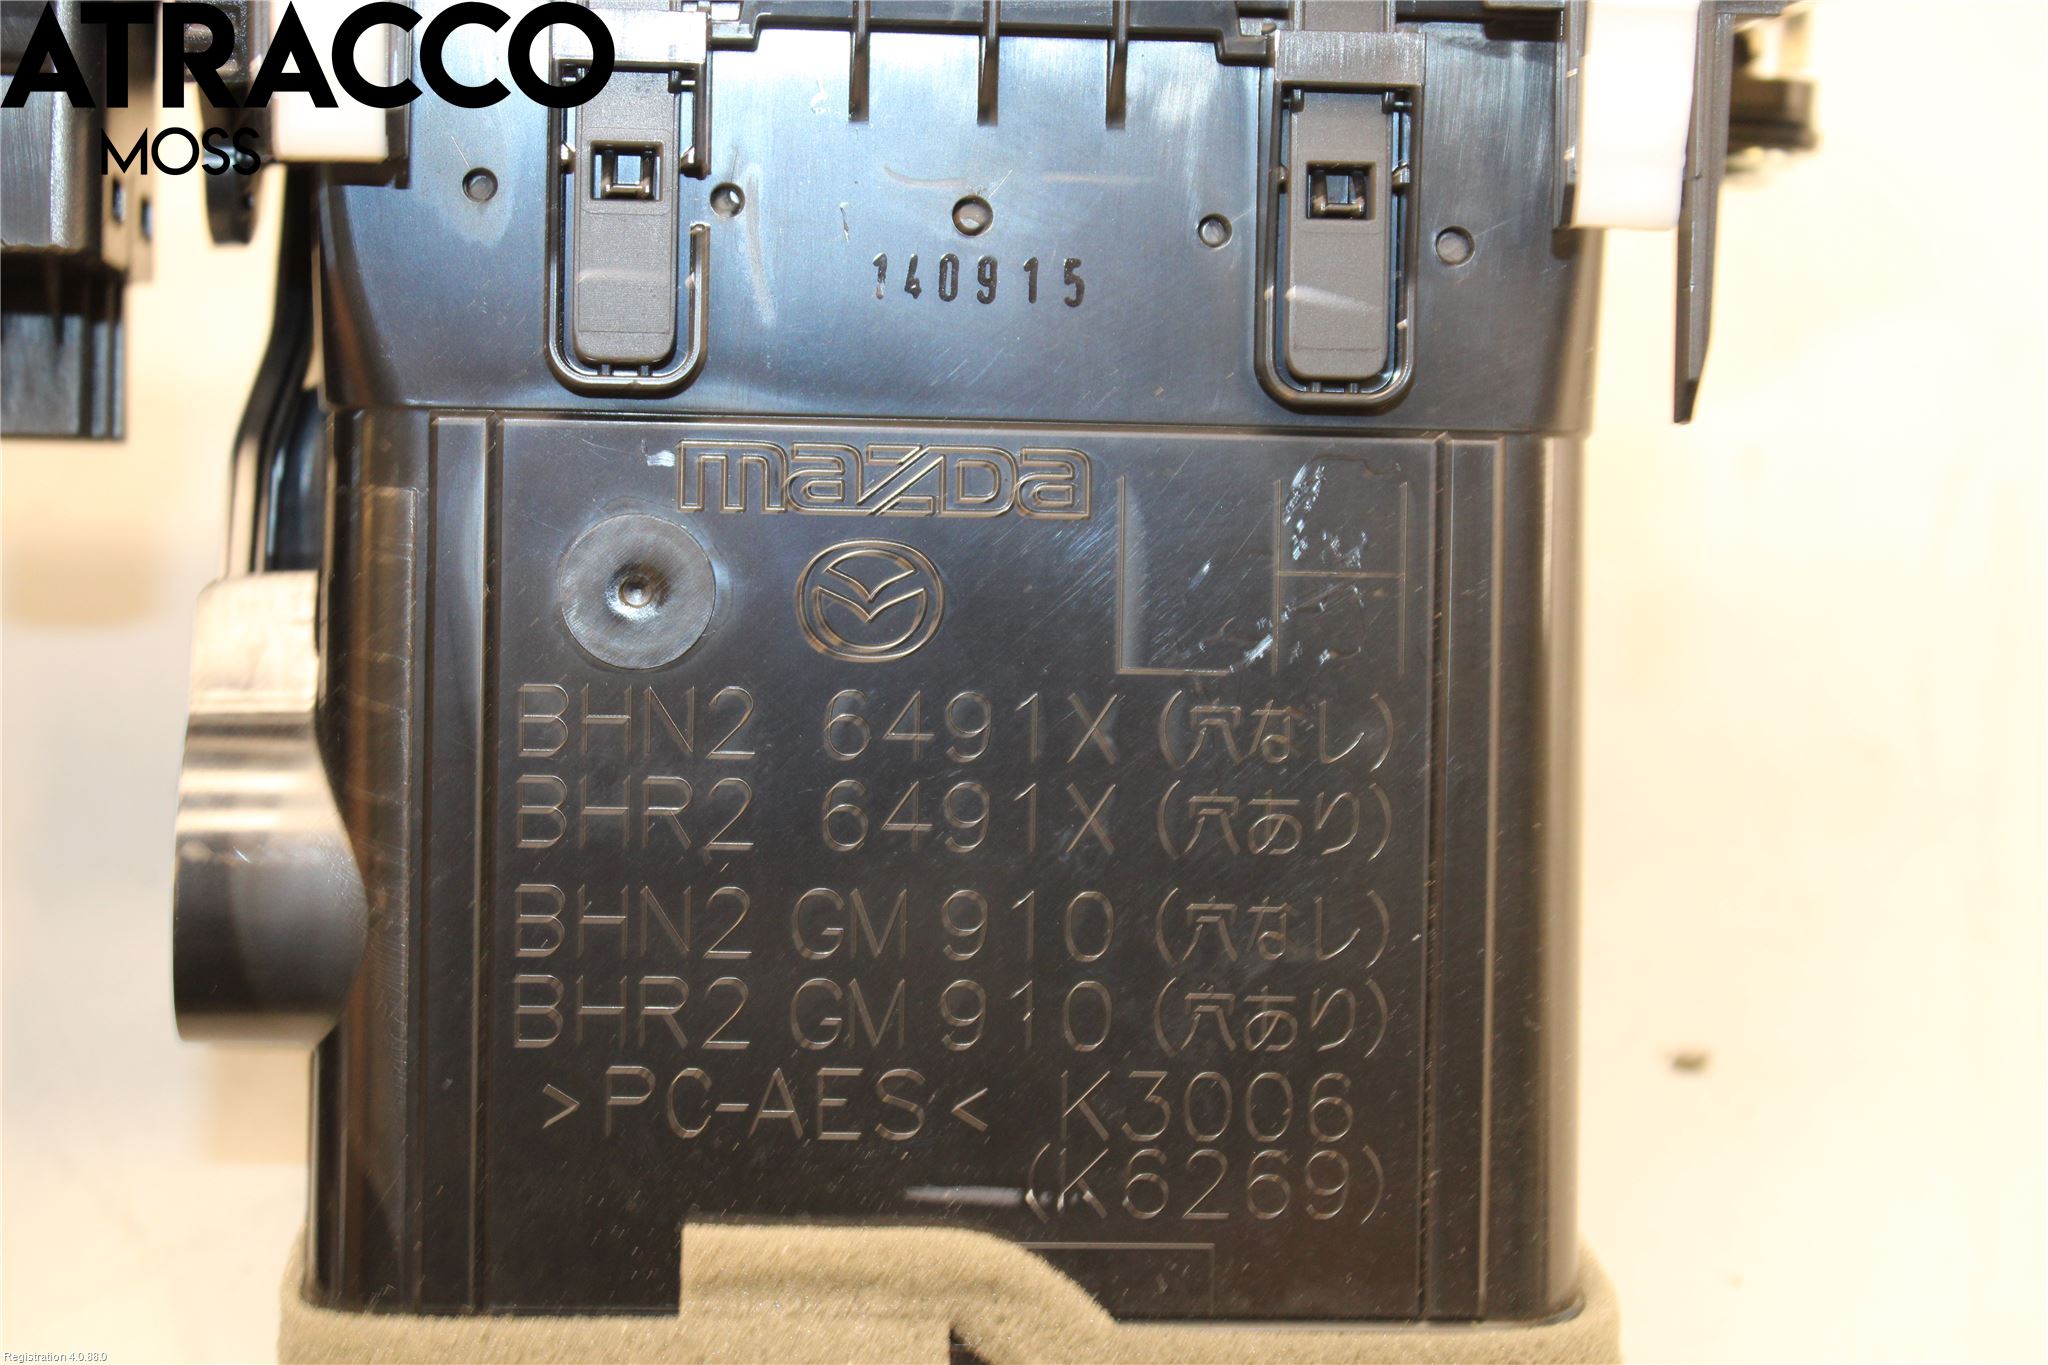 ATRACCO
MOSS
140915
mazda
LH
BHN2 6491X (穴なし)
BHR2 6491X (穴あり)
BHN2 GM 910 (穴なし)
BHR2 GM 910 (穴あり)
>PC-AES< K3006
(K6269)
Registration 4.0.88.0